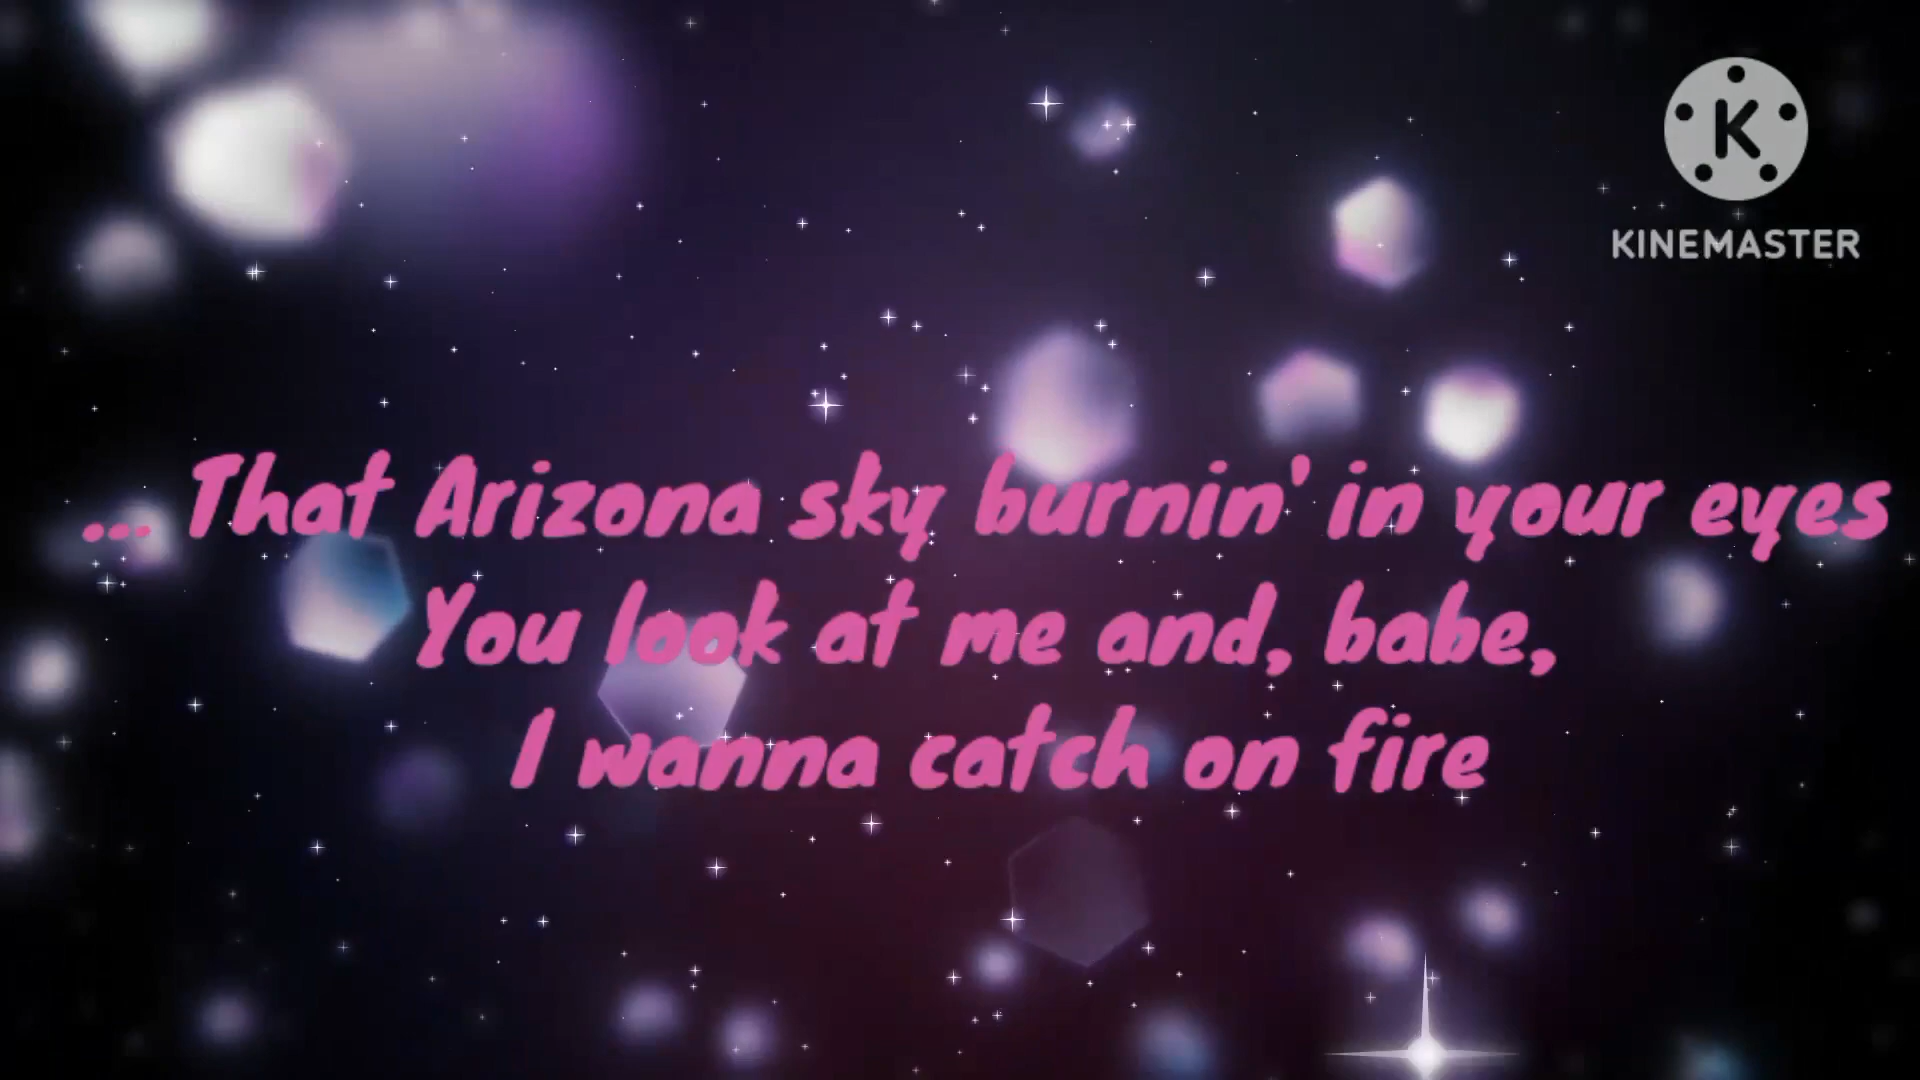 K
KINEMASTER
... That Arizona sky burnin' in your eyes
You look at me and, babe,
I wanna catch on fire